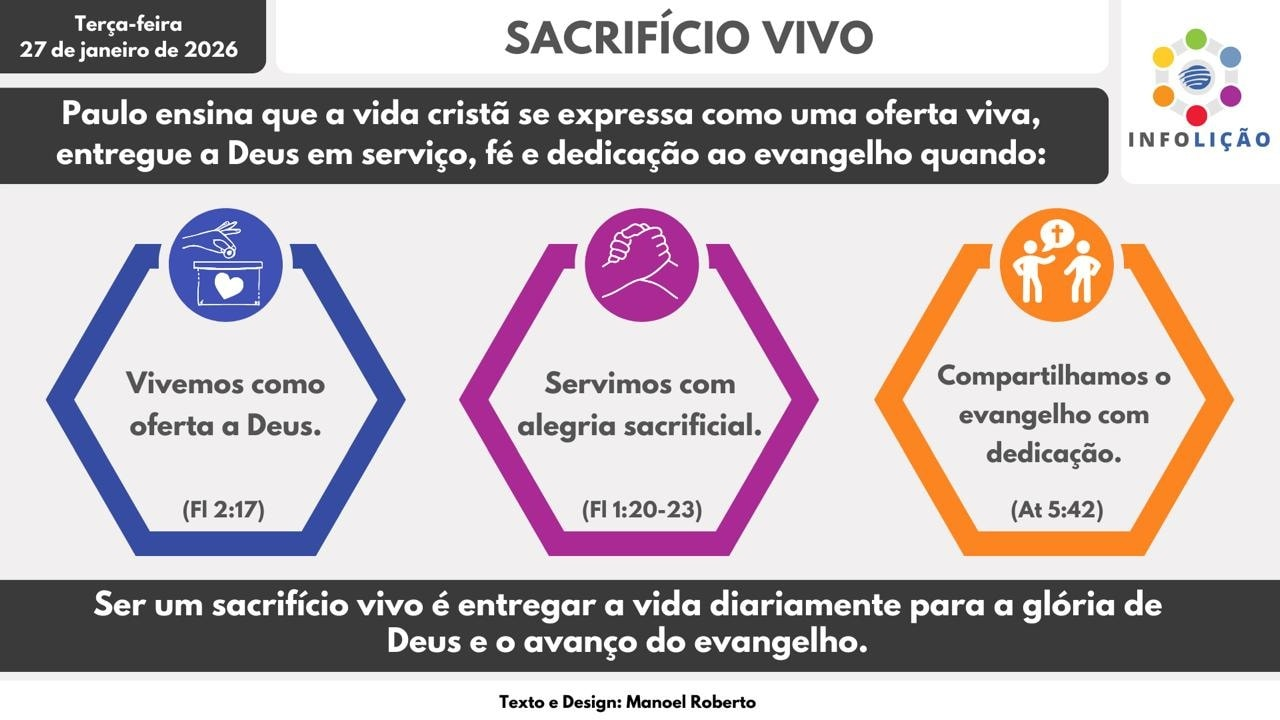 Terça-feira
27 de janeiro de 2026
SACRIFÍCIO VIVO
INFOLIÇÃO
Paulo ensina que a vida cristã se expressa como uma oferta viva,
entregue a Deus em serviço, fé e dedicação ao evangelho quando:
Vivemos como
oferta a Deus.
(Fl 2:17)
Servimos com
alegria sacrificial.
(Fl 1:20-23)
Compartilhamos o
evangelho com
dedicação.
(At 5:42)
Ser um sacrifício vivo é entregar a vida diariamente para a glória de
Deus e o avanço do evangelho.
Texto e Design: Manoel Roberto